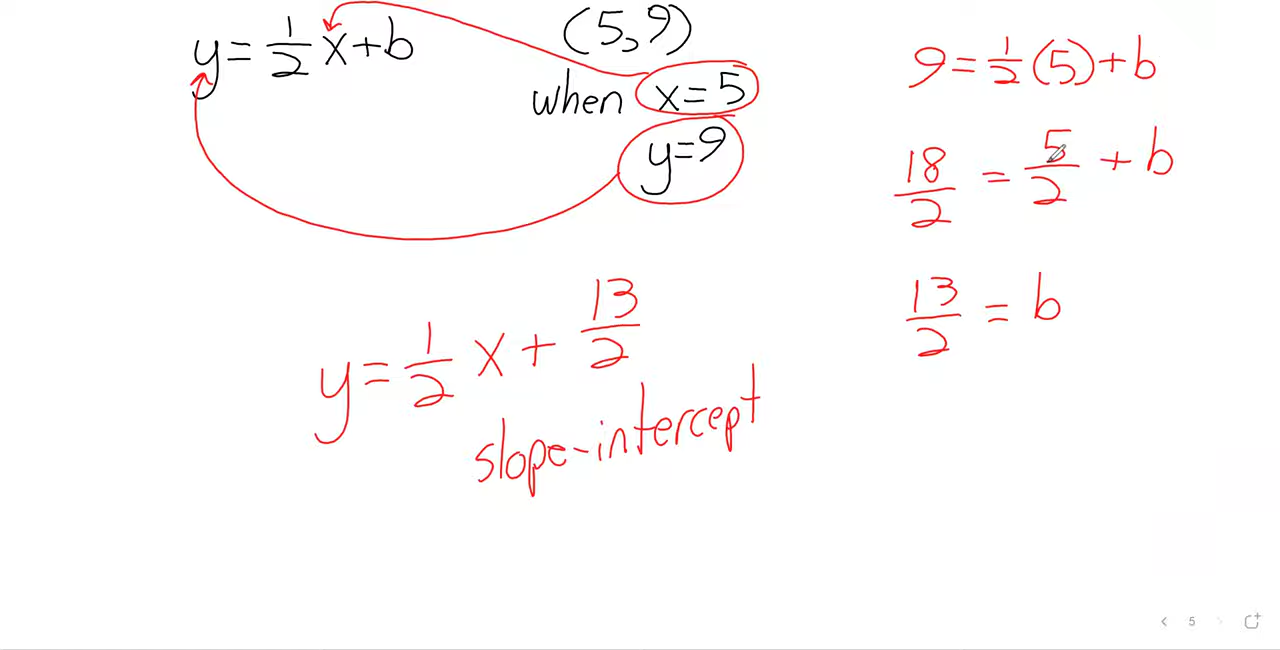 y = 1/2 x + b
(5, 9)
when x = 5
y = 9
9 = 1/2 (5) + b
18/2 = 5/2 + b
13/2 = b
y = 1/2 x + 13/2
slope-intercept
5